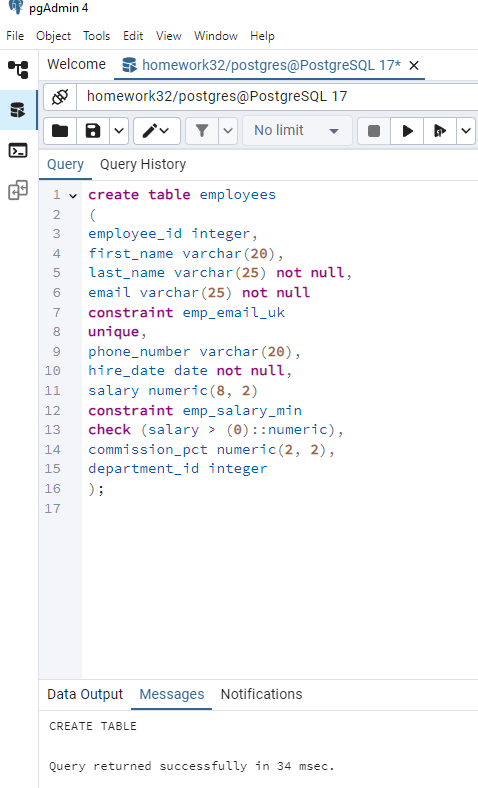 pgAdmin 4
File Object Tools Edit View Window Help
Welcome homework32/postgres@PostgreSQL 17*
homework32/postgres@PostgreSQL 17
No limit
Query Query History
1 create table employees
2 (
3 employee_id integer,
4 first_name varchar(20),
5 last_name varchar(25) not null,
6 email varchar(25) not null
7 constraint emp_email_uk
8 unique,
9 phone_number varchar(20),
10 hire_date date not null,
11 salary numeric(8, 2)
12 constraint emp_salary_min
13 check (salary > (0)::numeric),
14 commission_pct numeric(2, 2),
15 department_id integer
16 );
17
Data Output Messages Notifications
CREATE TABLE
Query returned successfully in 34 msec.